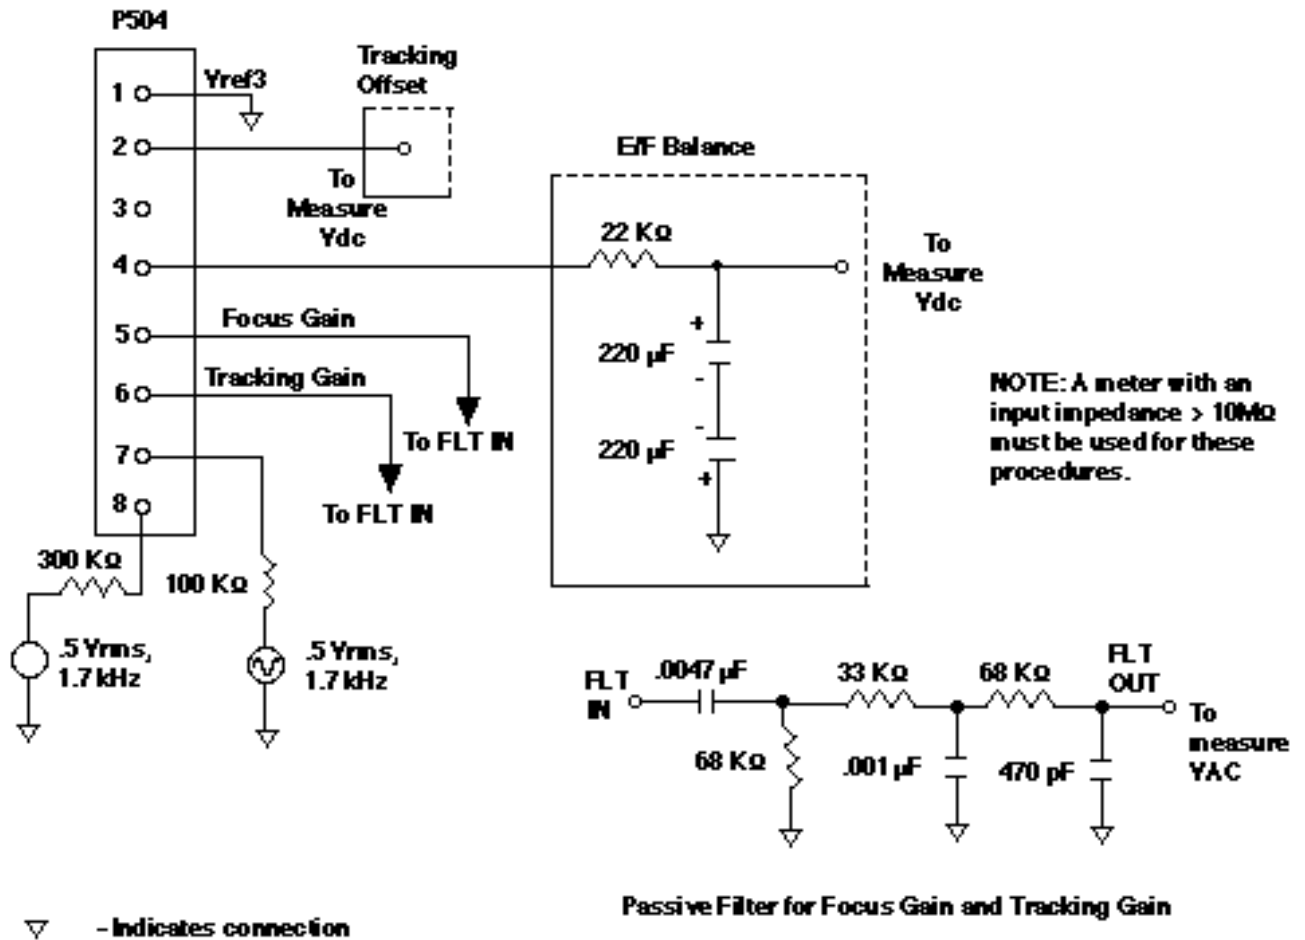 P504
1
Vref3
Tracking
Offset
2
To
Measure
Vdc
3
4
E/F Balance
22 KΩ
To
Measure
Vdc
+
220 µF
-
-
220 µF
+
5
Focus Gain
To FLT IN
6
Tracking Gain
To FLT IN
7
8
NOTE: A meter with an
input impedance > 10MΩ
must be used for these
procedures.
300 KΩ
100 KΩ
.5 Vrms,
1.7 kHz
.5 Vrms,
1.7 kHz
FLT
IN
.0047 µF
33 KΩ
68 KΩ
FLT
OUT
68 KΩ
.001 µF
470 pF
To
measure
VAC
Passive Filter for Focus Gain and Tracking Gain
- Indicates connection